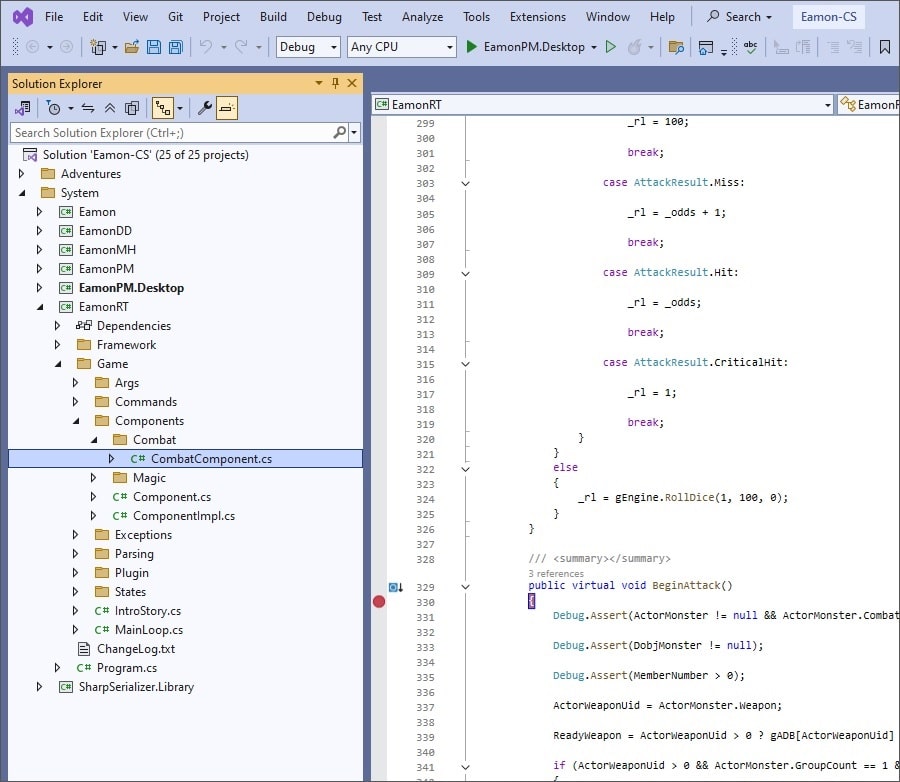 File Edit View Git Project Build Debug Test Analyze Tools Extensions Window Help Search Eamon-CS
Debug Any CPU EamonPM.Desktop abc
Solution Explorer
Search Solution Explorer (Ctrl+;)
Solution 'Eamon-CS' (25 of 25 projects)
Adventures
System
C# Eamon
C# EamonDD
C# EamonMH
C# EamonPM
C# EamonPM.Desktop
C# EamonRT
Dependencies
Framework
Game
Args
Commands
Components
Combat
C# CombatComponent.cs
Magic
C# Component.cs
C# ComponentImpl.cs
Exceptions
Parsing
Plugin
States
C# IntroStory.cs
C# MainLoop.cs
ChangeLog.txt
C# Program.cs
C# SharpSerializer.Library
C# EamonRT EamonR
299 _rl = 100;
300
301 break;
302
303 case AttackResult.Miss:
304
305 _rl = _odds + 1;
306
307 break;
308
309 case AttackResult.Hit:
310
311 _rl = _odds;
312
313 break;
314
315 case AttackResult.CriticalHit:
316
317 _rl = 1;
318
319 break;
320 }
321 }
322 else
323 {
324 _rl = gEngine.RollDice(1, 100, 0);
325 }
326 }
327
328 /// <summary></summary>
3 references
329 public virtual void BeginAttack()
330 {
331 Debug.Assert(ActorMonster != null && ActorMonster.Combat
332
333 Debug.Assert(DobjMonster != null);
334
335 Debug.Assert(MemberNumber > 0);
336
337 ActorWeaponUid = ActorMonster.Weapon;
338
339 ReadyWeapon = ActorWeaponUid > 0 ? gADB[ActorWeaponUid]
340
341 if (ActorWeaponUid > 0 && ActorMonster.GroupCount == 1 &
342 {